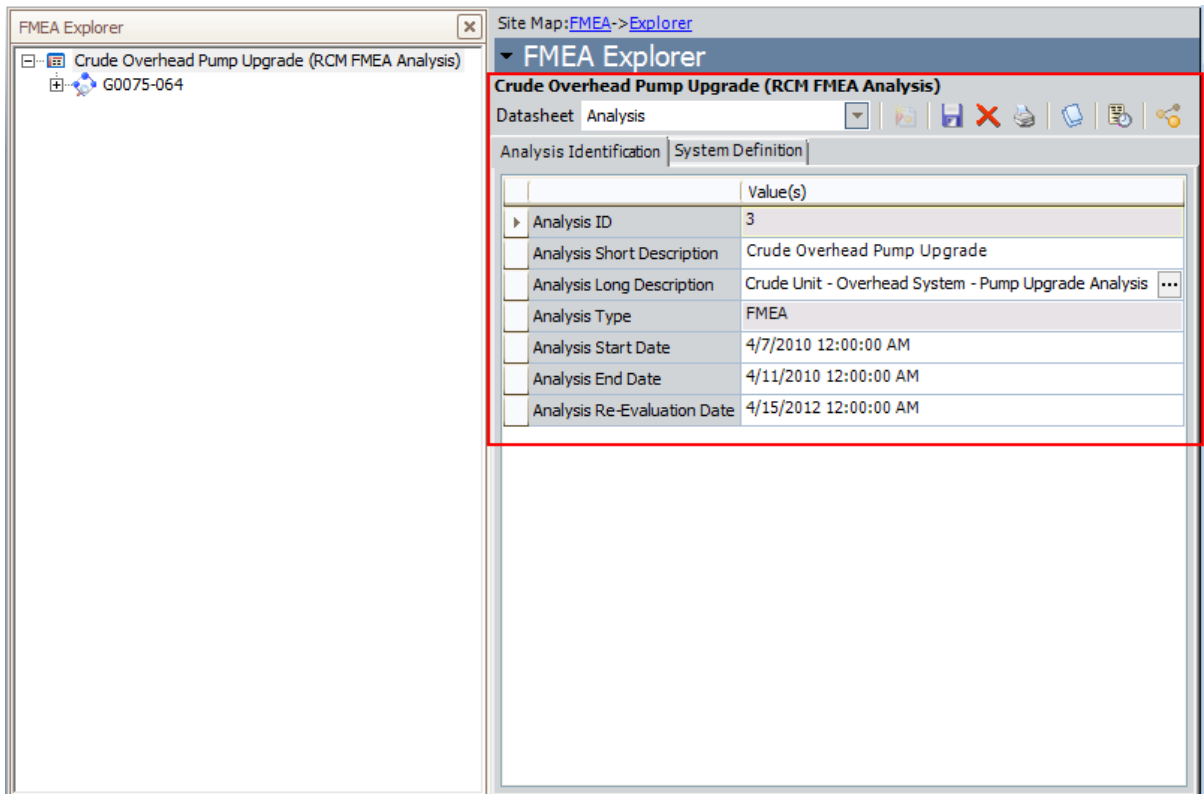 FMEA Explorer
Crude Overhead Pump Upgrade (RCM FMEA Analysis)
G0075-064
Site Map:FMEA->Explorer
FMEA Explorer
Crude Overhead Pump Upgrade (RCM FMEA Analysis)
Datasheet Analysis
Analysis Identification System Definition
Value(s)
Analysis ID 3
Analysis Short Description Crude Overhead Pump Upgrade
Analysis Long Description Crude Unit - Overhead System - Pump Upgrade Analysis ...
Analysis Type FMEA
Analysis Start Date 4/7/2010 12:00:00 AM
Analysis End Date 4/11/2010 12:00:00 AM
Analysis Re-Evaluation Date 4/15/2012 12:00:00 AM